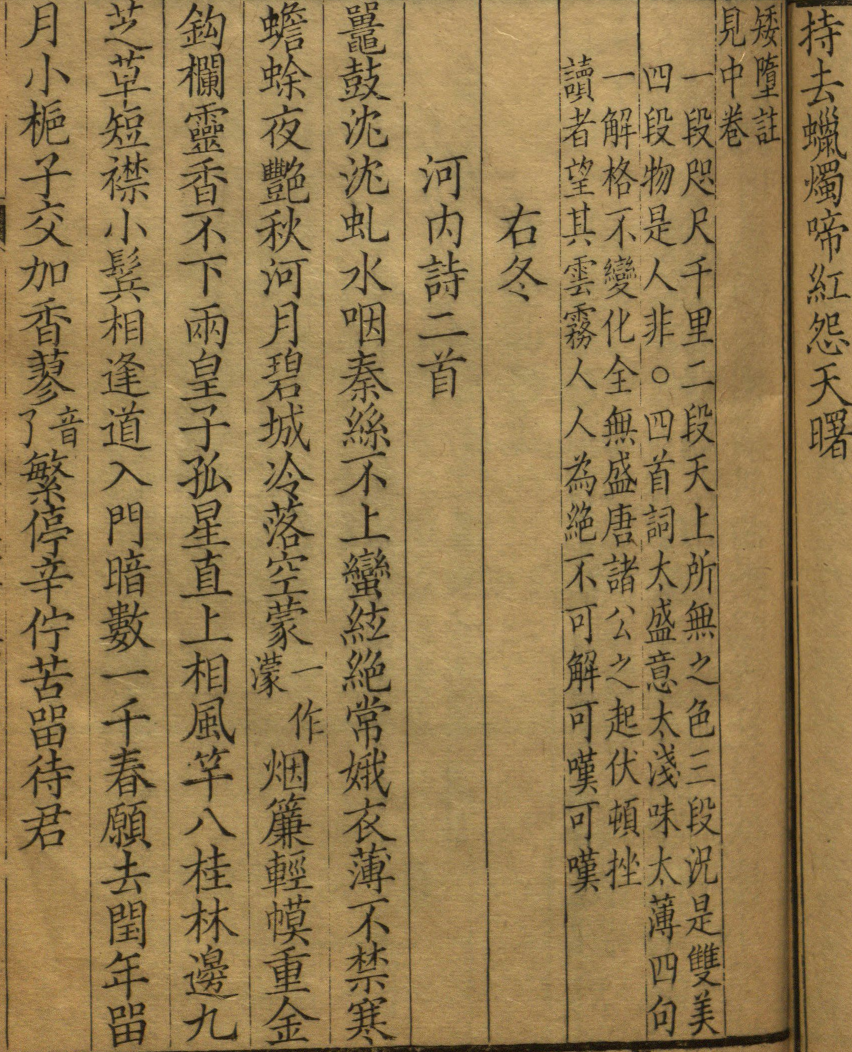 持去蠟燭啼紅怨天曙
矮墮註
見中巻
一段咫尺千里二段天上所無之色三段況是雙美
四段物是人非○四首詞太盛意太淺味太薄四句
一解格不變化全無盛唐諸公之起伏頓挫
讀者望其雲霧人人為絶不可解可嘆可嘆
右冬
河内詩二首
鼉鼓沈沈虬水咽秦絲不上蠻絃絶常娥衣薄不禁寒
蟾蜍夜艷秋河月碧城冷落空蒙一作濛烟簾輕幙重金
鈎欄靈香不下兩皇子孤星直上相風竿八桂林邊九
芝草短襟小鬂相逢道入門暗數一千春願去閏年畱
月小梔子交加香蓼音了繁停辛佇苦畱待君